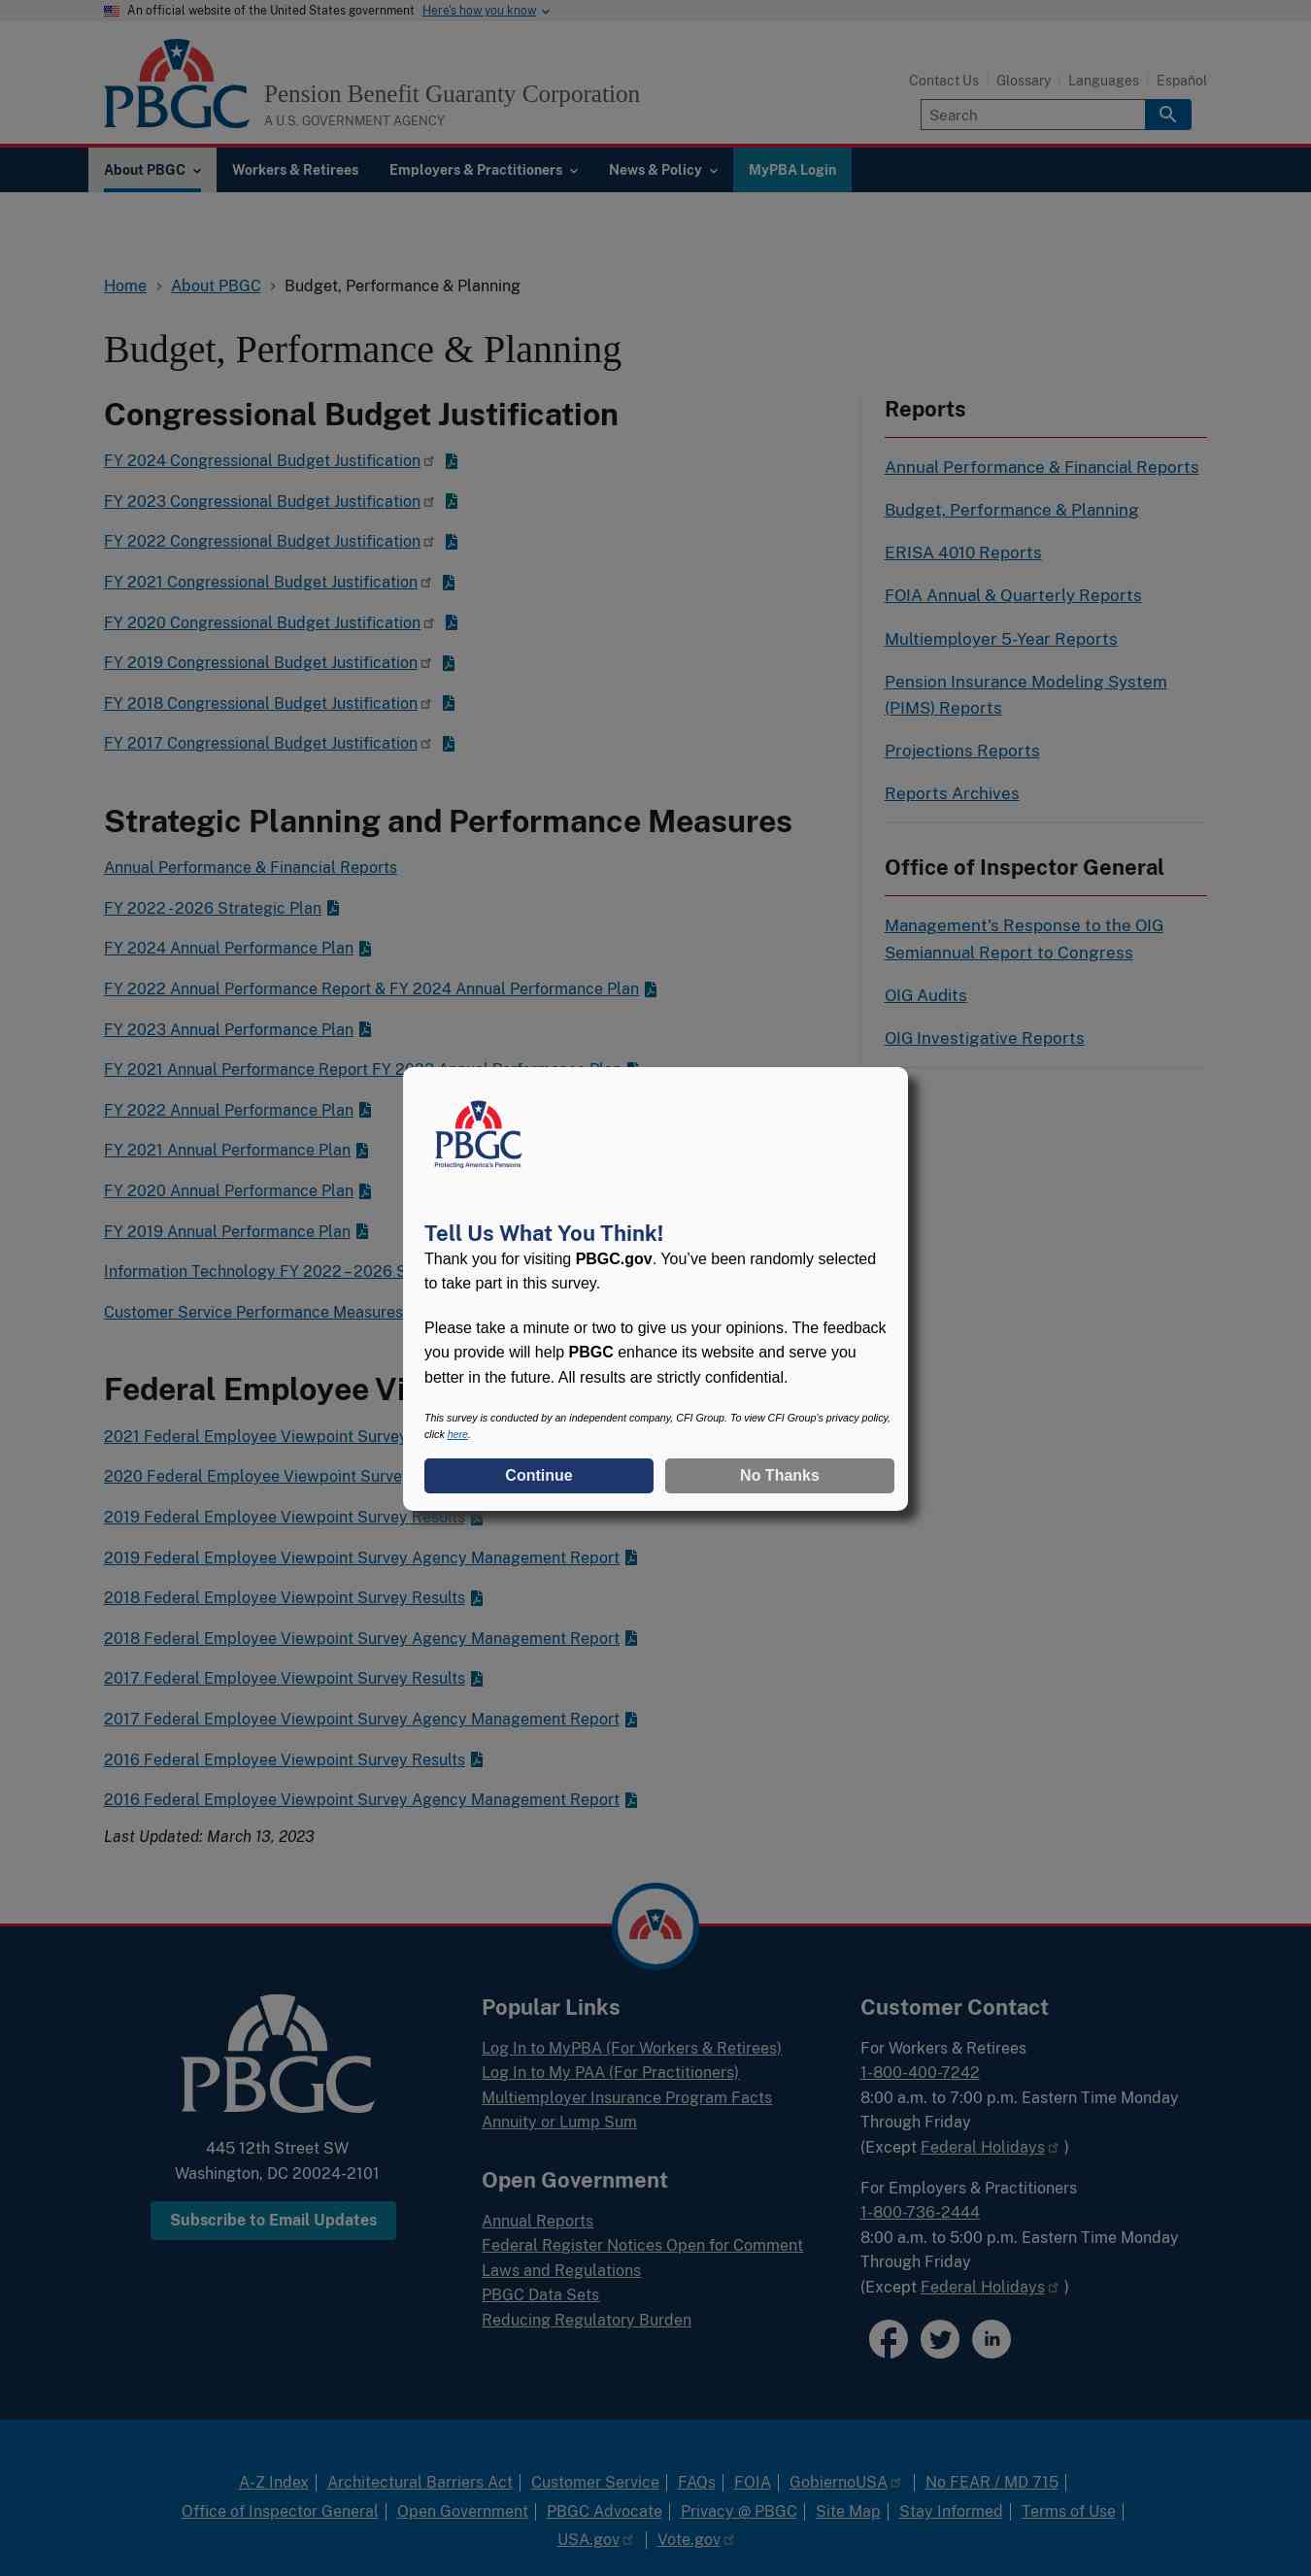 An official website of the United States government Here's how you know
PBGC
Pension Benefit Guaranty Corporation
A U.S. GOVERNMENT AGENCY
Contact Us
Glossary
Languages
Español
Search
About PBGC
Workers & Retirees
Employers & Practitioners
News & Policy
MyPBA Login
Home
About PBGC
Budget, Performance & Planning
Budget, Performance & Planning
Congressional Budget Justification
FY 2024 Congressional Budget Justification
FY 2023 Congressional Budget Justification
FY 2022 Congressional Budget Justification
FY 2021 Congressional Budget Justification
FY 2020 Congressional Budget Justification
FY 2019 Congressional Budget Justification
FY 2018 Congressional Budget Justification
FY 2017 Congressional Budget Justification
Strategic Planning and Performance Measures
Annual Performance & Financial Reports
FY 2022-2026 Strategic Plan
FY 2024 Annual Performance Plan
FY 2022 Annual Performance Report & FY 2024 Annual Performance Plan
FY 2023 Annual Performance Plan
FY 2021 Annual Performance Report FY
FY 2022 Annual Performance Plan
FY 2021 Annual Performance Plan
FY 2020 Annual Performance Plan
FY 2019 Annual Performance Plan
Information Technology FY 2022–2026 S
Customer Service Performance Measures
Federal Employee Vi
2021 Federal Employee Viewpoint Survey
2020 Federal Employee Viewpoint Survey
2019 Federal Employee Viewpoint Survey Results
2019 Federal Employee Viewpoint Survey Agency Management Report
2018 Federal Employee Viewpoint Survey Results
2018 Federal Employee Viewpoint Survey Agency Management Report
2017 Federal Employee Viewpoint Survey Results
2017 Federal Employee Viewpoint Survey Agency Management Report
2016 Federal Employee Viewpoint Survey Results
2016 Federal Employee Viewpoint Survey Agency Management Report
Last Updated: March 13, 2023
Reports
Annual Performance & Financial Reports
Budget, Performance & Planning
ERISA 4010 Reports
FOIA Annual & Quarterly Reports
Multiemployer 5-Year Reports
Pension Insurance Modeling System
(PIMS) Reports
Projections Reports
Reports Archives
Office of Inspector General
Management's Response to the OIG
Semiannual Report to Congress
OIG Audits
OIG Investigative Reports
PBGC
Protecting America's Pensions
Tell Us What You Think!
Thank you for visiting PBGC.gov. You've been randomly selected
to take part in this survey.
Please take a minute or two to give us your opinions. The feedback
you provide will help PBGC enhance its website and serve you
better in the future. All results are strictly confidential.
This survey is conducted by an independent company, CFI Group. To view CFI Group's privacy policy,
click here.
Continue
No Thanks
PBGC
445 12th Street SW
Washington, DC 20024-2101
Subscribe to Email Updates
Popular Links
Log In to MyPBA (For Workers & Retirees)
Log In to My PAA (For Practitioners)
Multiemployer Insurance Program Facts
Annuity or Lump Sum
Open Government
Annual Reports
Federal Register Notices Open for Comment
Laws and Regulations
PBGC Data Sets
Reducing Regulatory Burden
Customer Contact
For Workers & Retirees
1-800-400-7242
8:00 a.m. to 7:00 p.m. Eastern Time Monday
Through Friday
(Except Federal Holidays )
For Employers & Practitioners
1-800-736-2444
8:00 a.m. to 5:00 p.m. Eastern Time Monday
Through Friday
(Except Federal Holidays )
in
A-Z Index | Architectural Barriers Act | Customer Service | FAQs | FOIA | GobiernoUSA | No FEAR / MD 715 |
Office of Inspector General | Open Government | PBGC Advocate | Privacy @ PBGC | Site Map | Stay Informed | Terms of Use |
USA.gov | Vote.gov